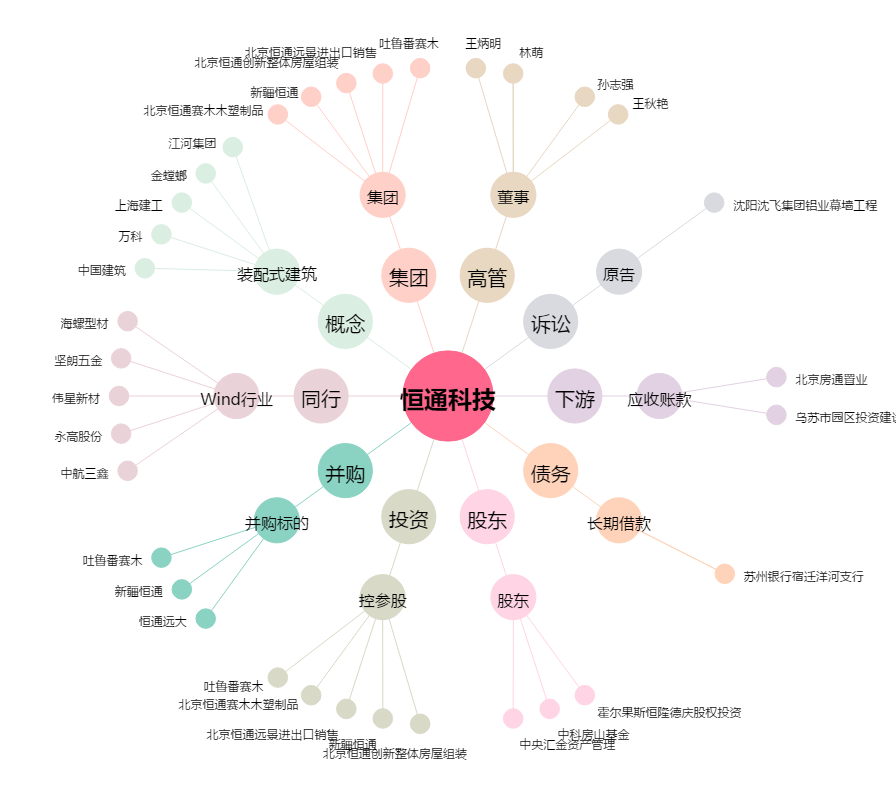 王炳明
吐鲁番赛木
林萌
北京恒通远景进出口销售
北京恒通创新整体房屋组装
孙志强
新疆恒通
王秋艳
北京恒通赛木木塑制品
江河集团
金螳螂
集团
董事
上海建工
沈阳沈飞集团铝业幕墙工程
万科
中国建筑
装配式建筑
原告
集团
高管
海螺型材
概念
诉讼
坚朗五金
北京房通置业
伟星新材
Wind行业
同行
恒通科技
下游
应收账款
乌苏市园区投资建设
永高股份
中航三鑫
并购
债务
并购标的
投资
股东
长期借款
吐鲁番赛木
苏州银行宿迁洋河支行
新疆恒通
控参股
股东
恒通远大
吐鲁番赛木
北京恒通赛木木塑制品
霍尔果斯恒隆德庆股权投资
北京恒通远景进出口销售
中科房山基金
新疆恒通
中央汇金资产管理
北京恒通创新整体房屋组装